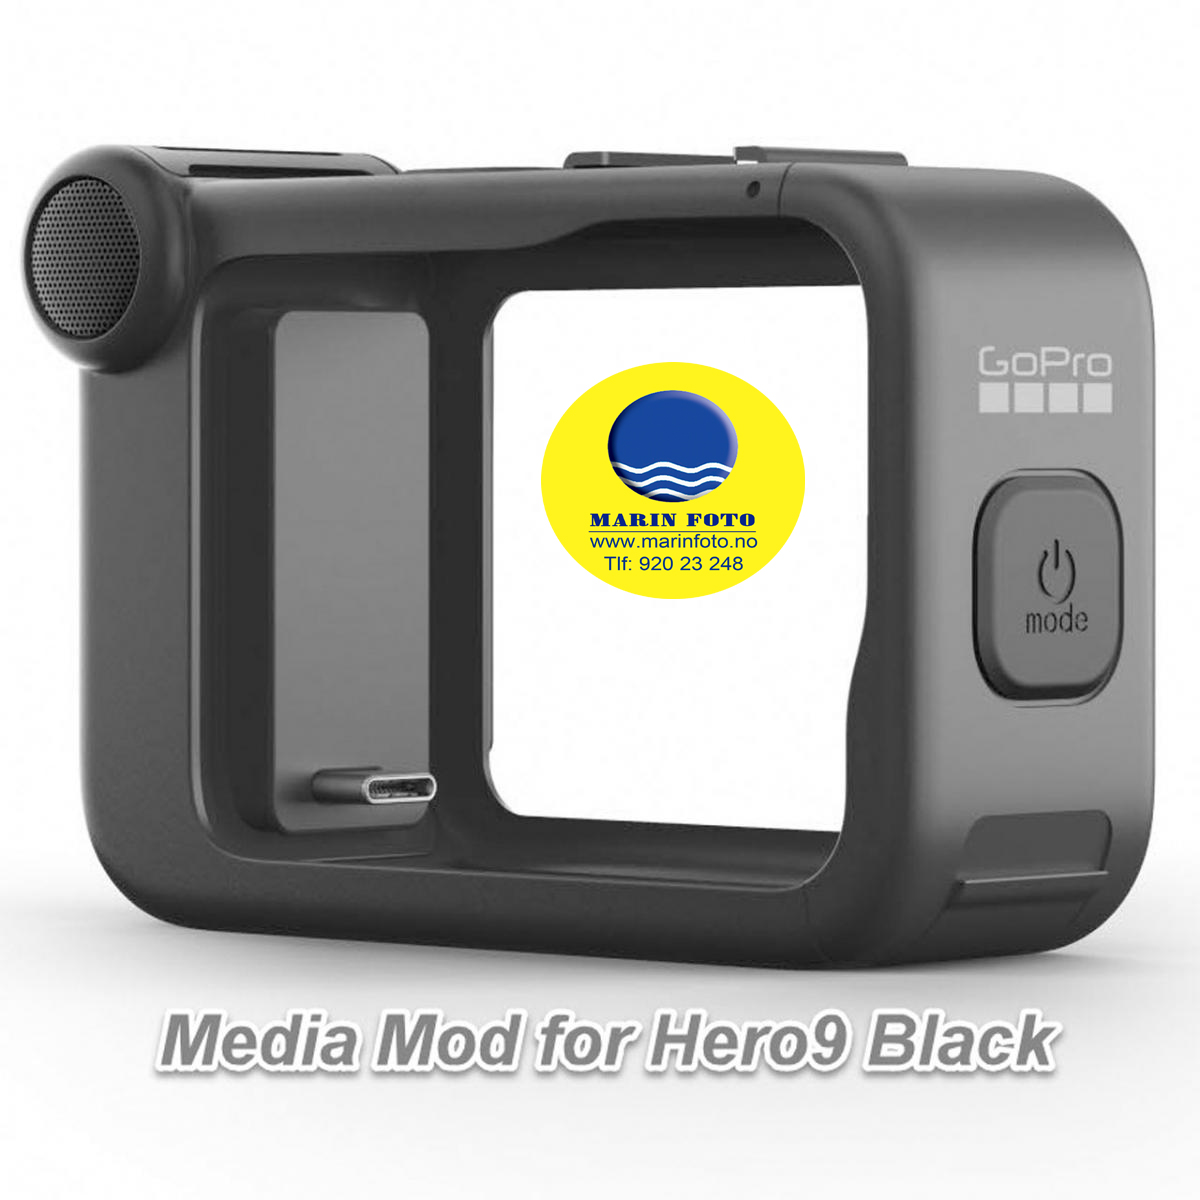 GoPro
MARIN FOTO
www.marinfoto.no
Tlf: 920 23 248
mode
Media Mod for Hero9 Black